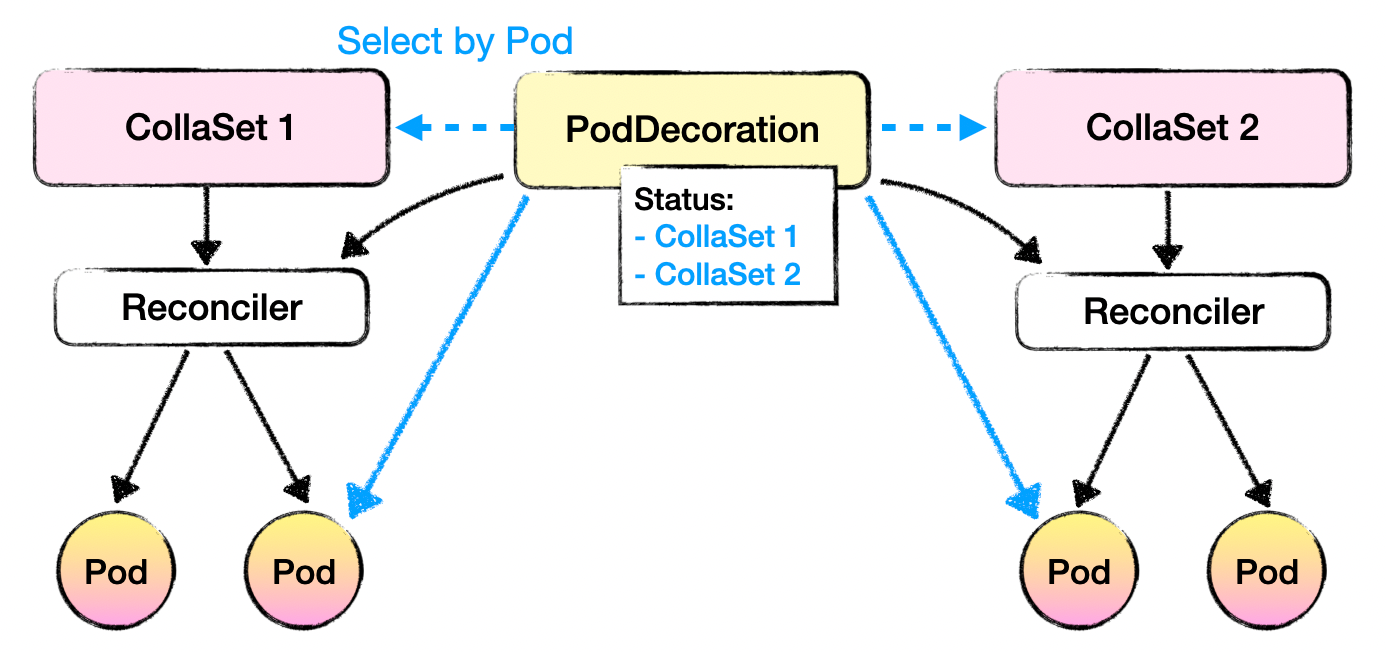 Select by Pod
CollaSet 1
PodDecoration
CollaSet 2
Status:
- CollaSet 1
- CollaSet 2
Reconciler
Reconciler
Pod
Pod
Pod
Pod